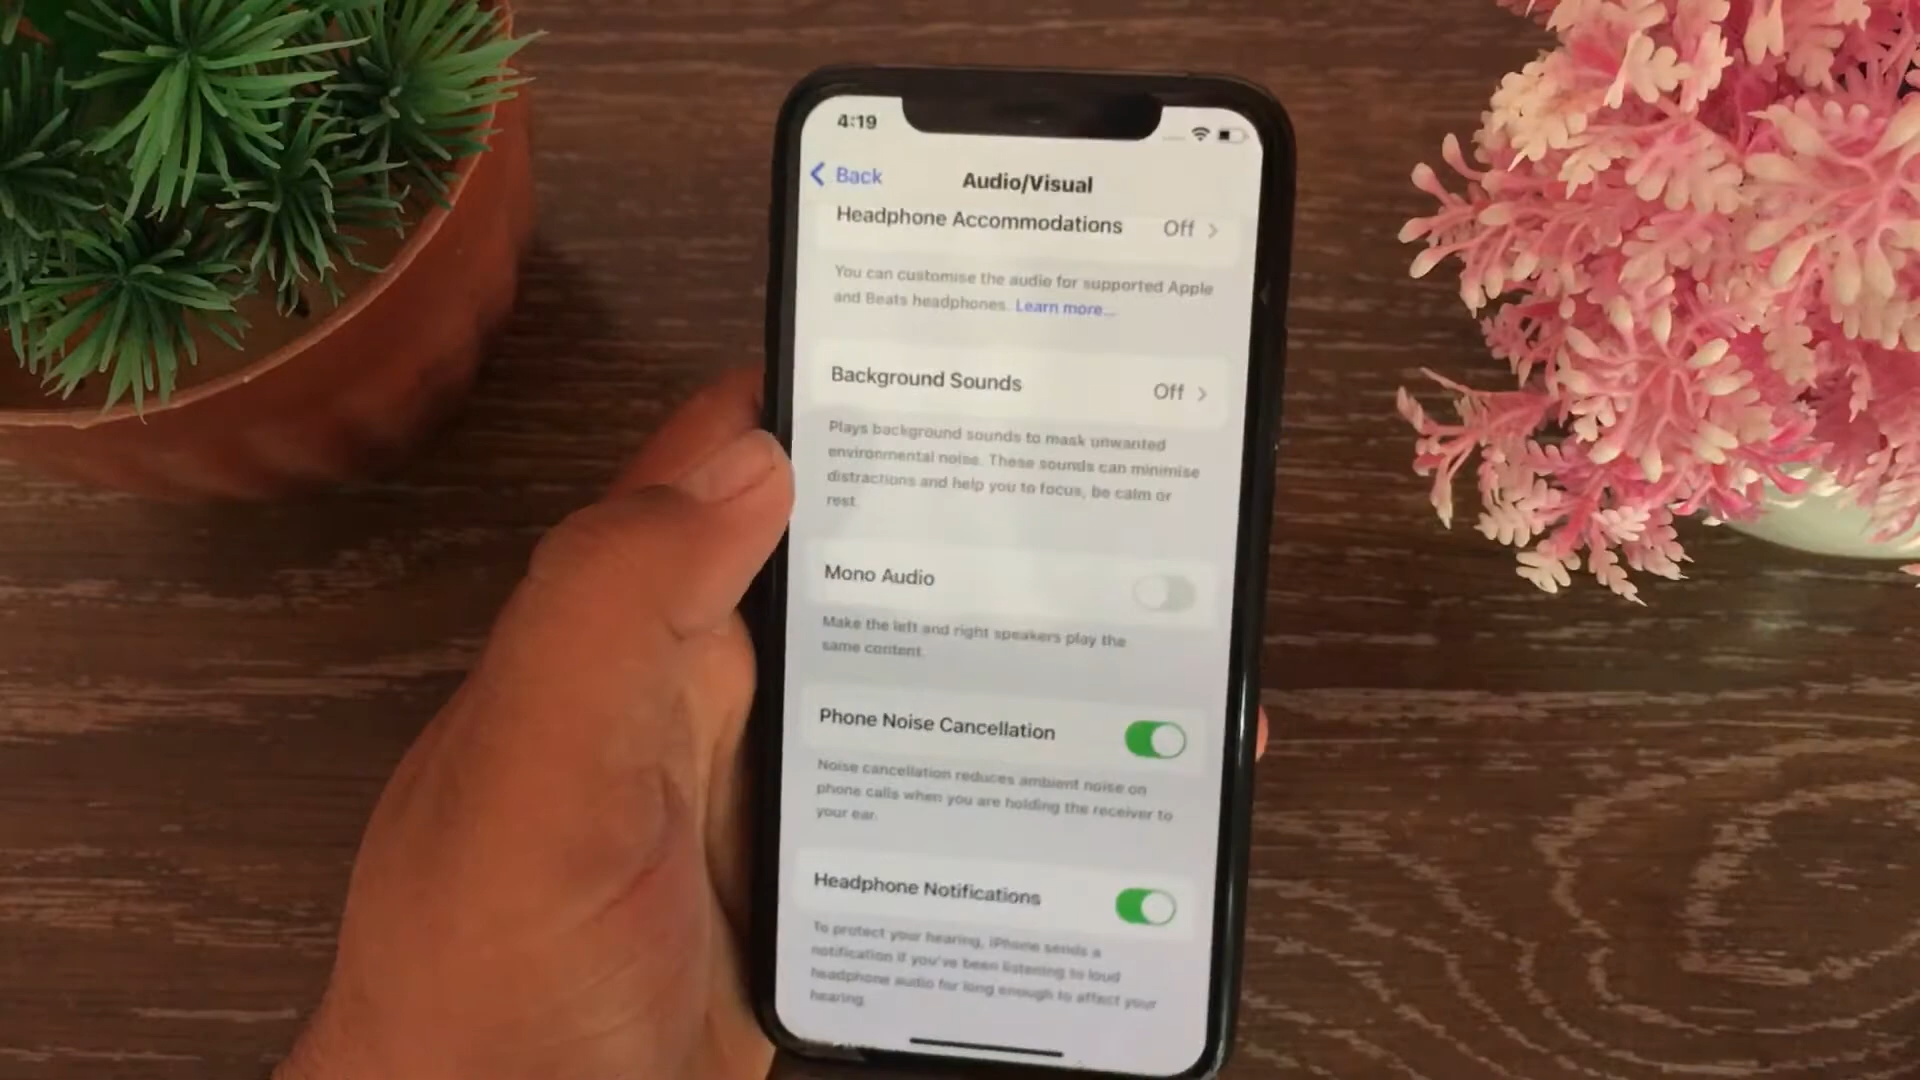 4:19
Back
Audio/Visual
Headphone Accommodations Off
You can customise the audio for supported Apple
and Beats headphones. Learn more...
Background Sounds Off
Plays background sounds to mask unwanted
environmental noise. These sounds can minimise
distractions and help you to focus, be calm or
rest.
Mono Audio
Make the left and right speakers play the
same content.
Phone Noise Cancellation
Noise cancellation reduces ambient noise on
phone calls when you are holding the receiver to
your ear.
Headphone Notifications
To protect your hearing, iPhone sends a
notification if you've been listening to loud
headphone audio for long enough to affect your
hearing.